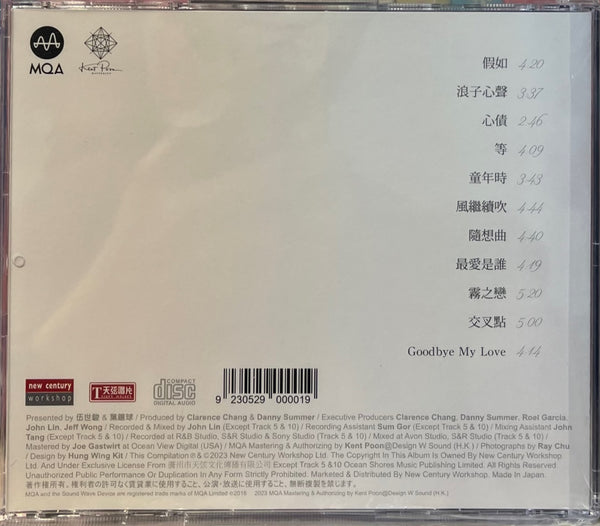 MQA
Kent Poon
假如 4:20
浪子心聲 3:37
心債 2:46
等 4:09
童年時 3:43
風繼續吹 4:44
隨想曲 4:40
最愛是誰 4:19
霧之戀 5:20
交叉點 5:00
Goodbye My Love 4:14
new century
workshop
天弦唱片
COMPACT
disc
DIGITAL AUDIO
9 230529 000019
Presented by 伍世駿 & 葉鏍球 / Produced by Clarence Chang & Danny Summer / Executive Producers Clarence Chang, Danny Summer, Roel Garcia,
John Lin, Jeff Wong / Recorded & Mixed by John Lin (Except Track 5 & 10) / Recording Assistant Sum Gor (Except Track 5 & 10) / Mixing Assistant John
Tang (Except Track 5 & 10) / Recorded at R&B Studio, S&R Studio & Sony Studio (Track 5 & 10) / Mixed at Avon Studio, S&R Studio (Track 5 & 10) /
Mastered by Joe Gastwirt at Ocean View Digital (USA) / MQA Mastering & Authorizing by Kent Poon@Design W Sound (H.K.) / Photographs by Ray Chu
/ Design by Hung Wing Kit / ℗ & © 2023 New Century Workshop Ltd. The Copyright In This Album Is Owned By New Century Workshop
Ltd. And Under Exclusive License From 廣州市天弦文化傳播有限公司 Except Track 5 & 10 Ocean Shores Music Publishing Limited. All Rights Reserved
Unauthorized Public Performance Or Duplication In Any Form Strictly Prohibited. Marketed & Distributed By New Century Workshop Ltd. Made In Japan.
著作権所有、権利者の許可なく賃貸業に使用すること、公演・放送に使用すること、無断複製を禁じます。
MQA and the Sound Wave Device are registered trade marks of MQA Limited ©2016 2023 MQA Mastering & Authorizing by Kent Poon@Design W Sound (H.K.)